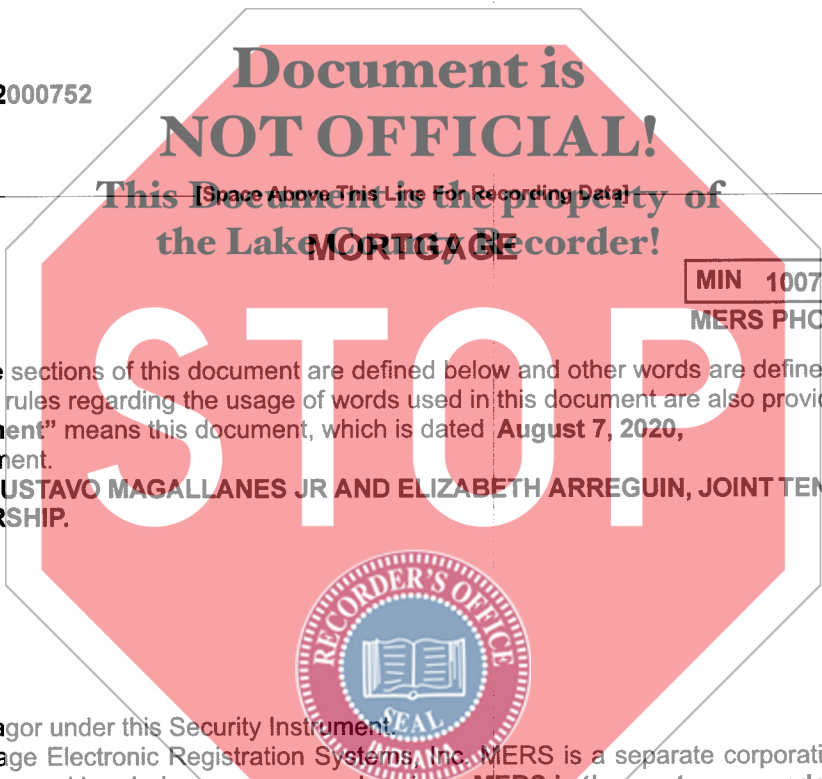 2000752
Document is
NOT OFFICIAL!
This Document is the property of
[Space Above This Line For Recording Data]
the Lake County Recorder!
MORTGAGE
MIN 1007
MERS PHO
e sections of this document are defined below and other words are define
rules regarding the usage of words used in this document are also provi
ent” means this document, which is dated August 7, 2020,
ment.
USTAVO MAGALLANES JR AND ELIZABETH ARREGUIN, JOINT TEN
RSHIP.
STOP
RECORDER'S OFFICE
SEAL
agor under this Security Instrument.
age Electronic Registration Systems, Inc. MERS is a separate corporati